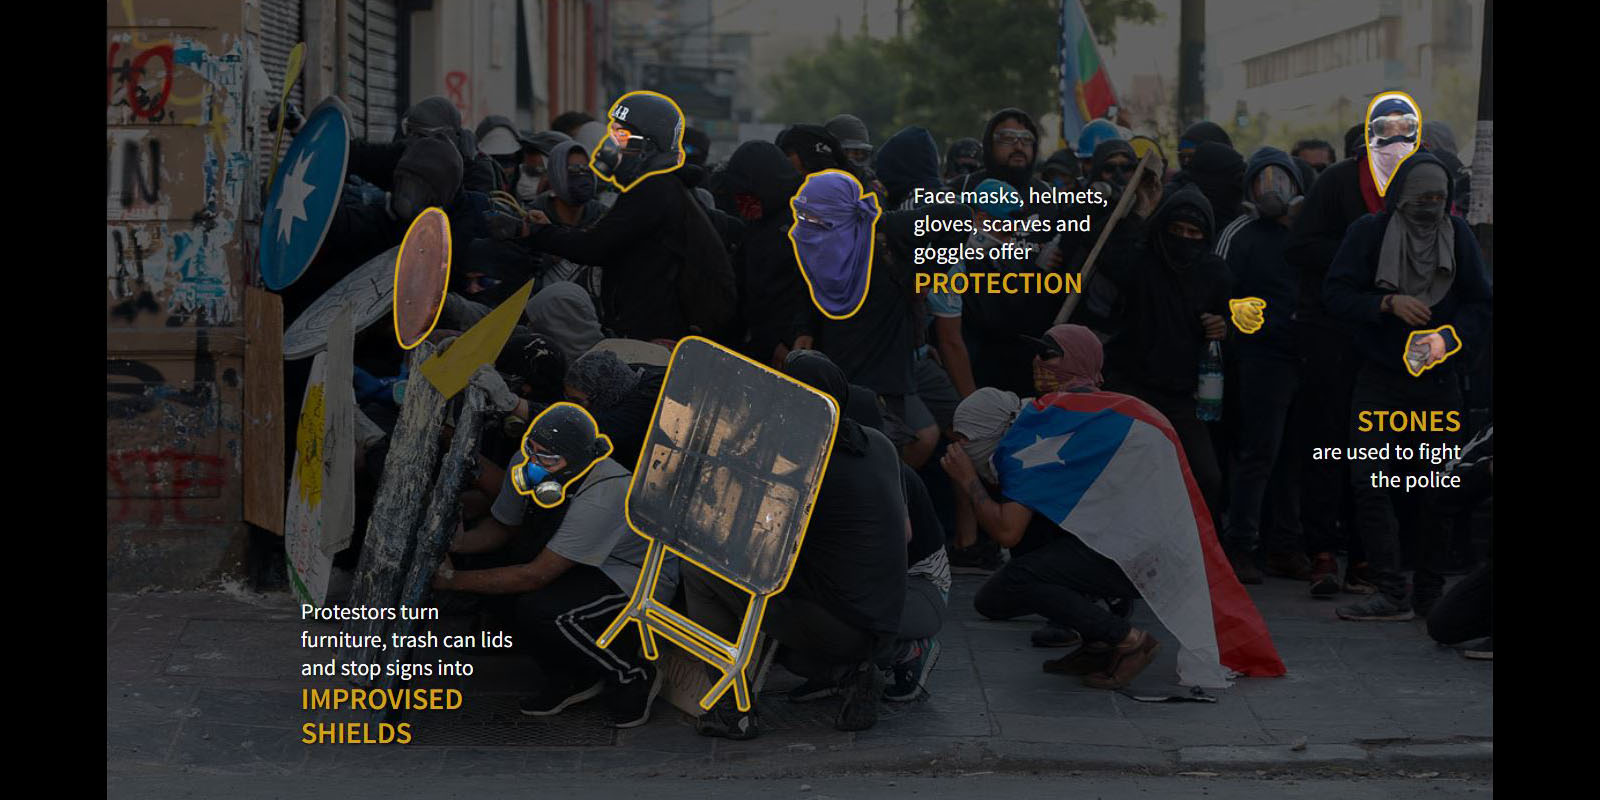 Face masks, helmets,
gloves, scarves and
goggles offer
PROTECTION
STONES
are used to fight
the police
Protestors turn
furniture, trash can lids
and stop signs into
IMPROVISED
SHIELDS